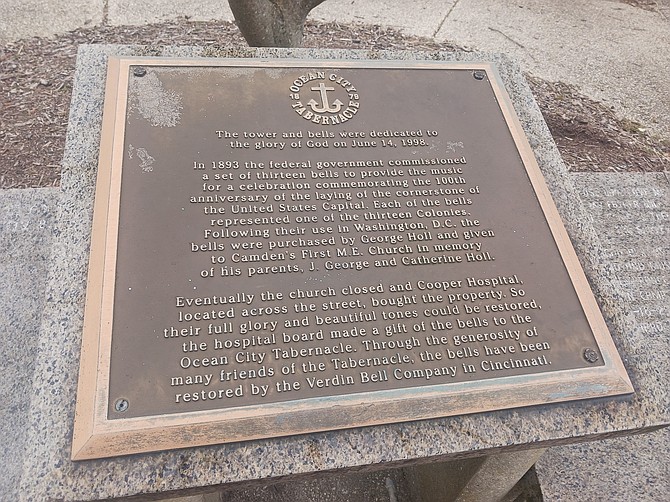 OCEAN CITY
18 79
TABERNACLE
The tower and bells were dedicated to
the glory of God on June 14, 1998.
In 1893 the federal government commissioned
a set of thirteen bells to provide the music
for a celebration commemorating the 100th
anniversary of the laying of the cornerstone of
the United States Capital. Each of the bells
represented one of the thirteen Colonies.
Following their use in Washington, D.C. the
bells were purchased by George Holl and given
to Camden's First M.E. Church in memory
of his parents, J. George and Catherine Holl.
Eventually the church closed and Cooper Hospital,
located across the street, bought the property. So
their full glory and beautiful tones could be restored,
the hospital board made a gift of the bells to the
Ocean City Tabernacle. Through the generosity of
many friends of the Tabernacle, the bells have been
restored by the Verdin Bell Company in Cincinnati.